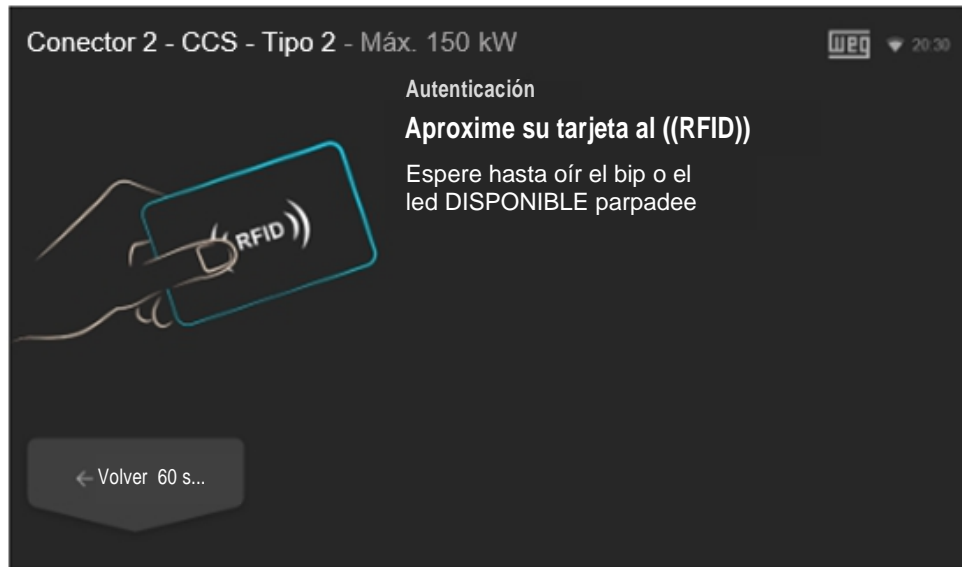 Conector 2 - CCS - Tipo 2 - Máx. 150 kW
weg 20:30
Autenticación
Aproxime su tarjeta al ((RFID))
Espere hasta oír el bip o el
led DISPONIBLE parpadee
((RFID))
← Volver 60 s...